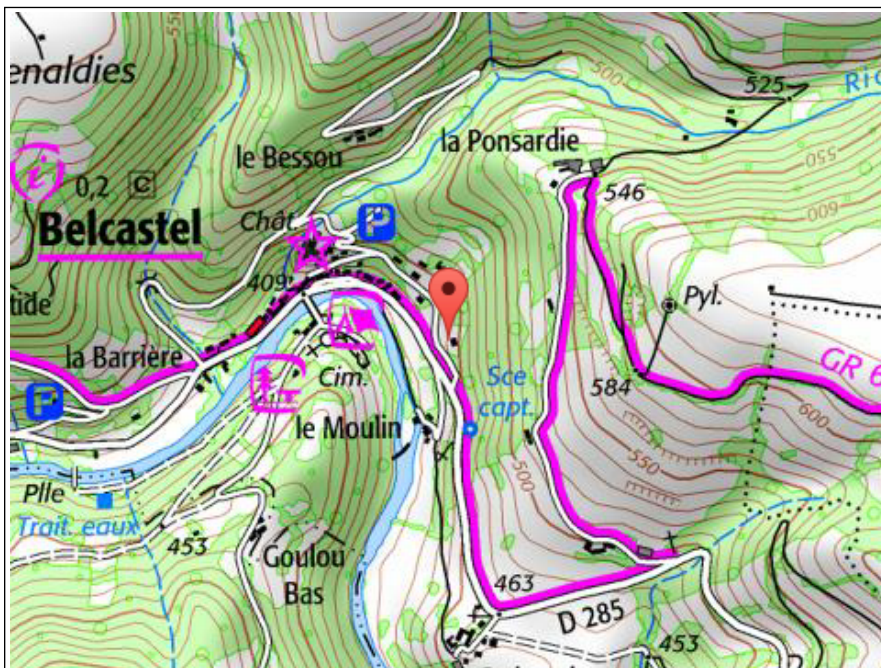 550
enaldies
500
525
Ric
la Ponsardie
550
le Bessou
i
0,2 C
546
600
Chât.
P
Belcastel
409
Pyl.
tide
la Barrière
Sce
capt.
GR 6
Cim.
584
P
600
le Moulin
550
500
Plle
Trait. eaux
453
Goulou
Bas
463
D 285
453